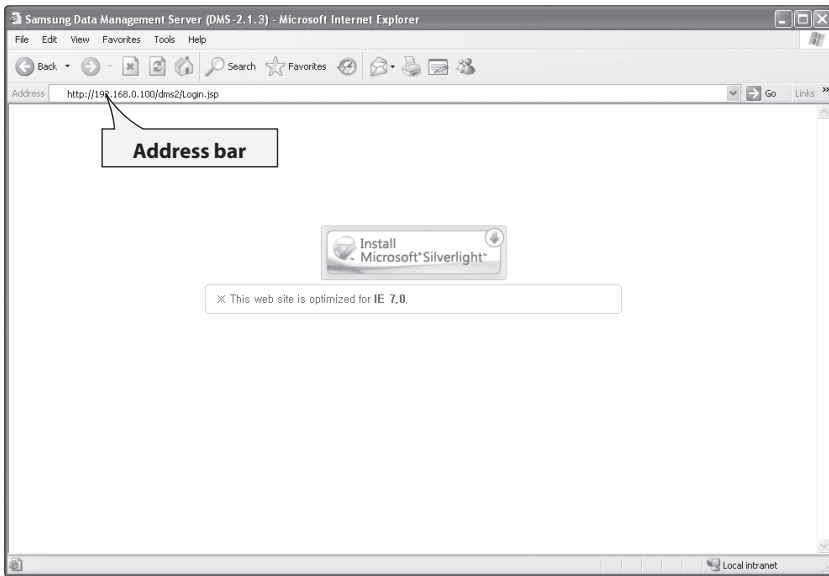 Samsung Data Management Server (DMS-2.1.3) - Microsoft Internet Explorer
File Edit View Favorites Tools Help
Back Search Favorites
Address http://192.168.0.100/dms2/Login.jsp Go Links »
Address bar
Install
Microsoft® Silverlight™
※ This web site is optimized for IE 7.0.
Local intranet